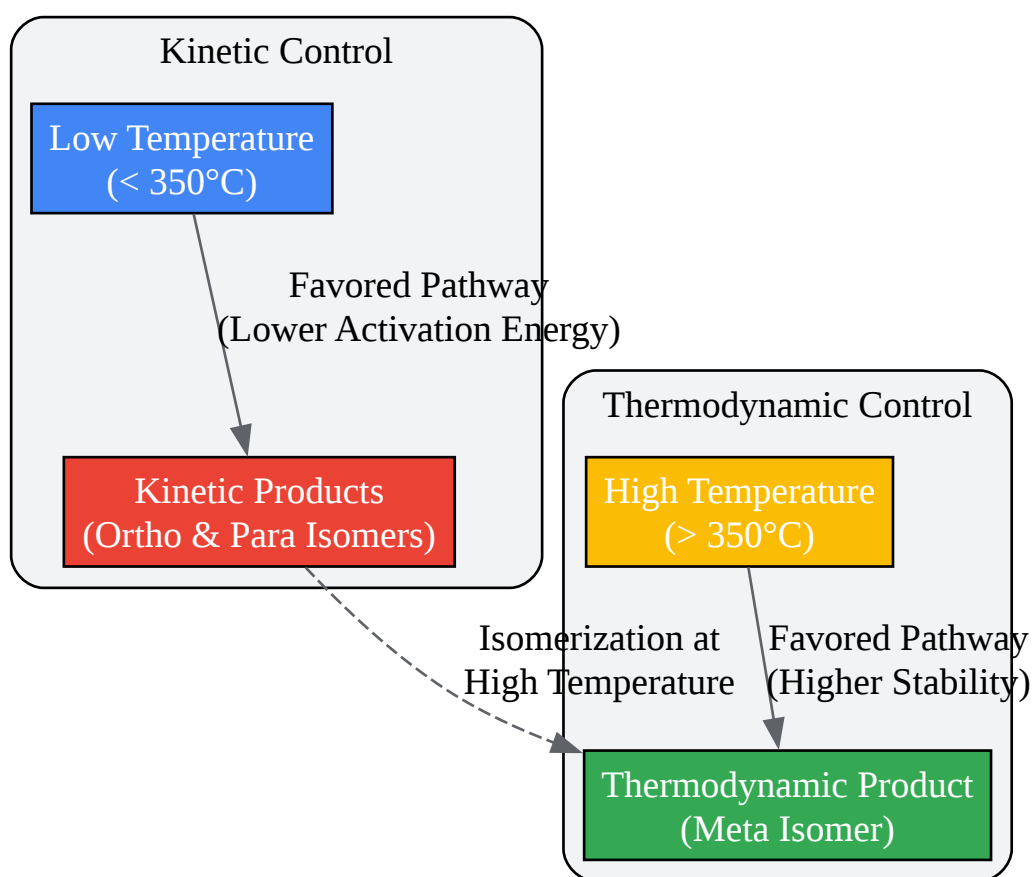 Kinetic Control
Low Temperature
(< 350°C)
Favored Pathway
(Lower Activation Energy)
Kinetic Products
(Ortho & Para Isomers)
Thermodynamic Control
High Temperature
(> 350°C)
Isomerization at
High Temperature
Favored Pathway
(Higher Stability)
Thermodynamic Product
(Meta Isomer)